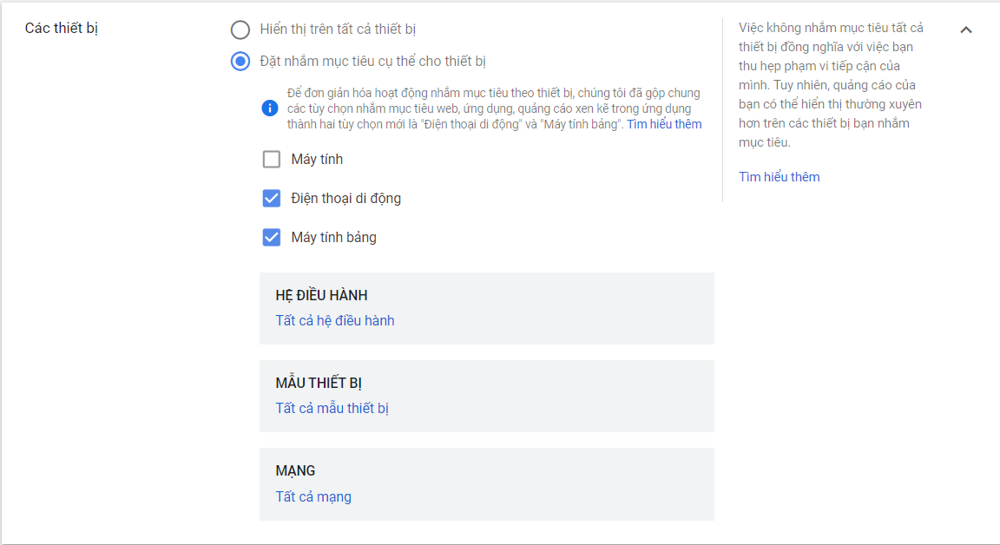 Các thiết bị
Hiển thị trên tất cả thiết bị
Đặt nhắm mục tiêu cụ thể cho thiết bị
Để đơn giản hóa hoạt động nhắm mục tiêu theo thiết bị, chúng tôi đã gộp chung
các tùy chọn nhắm mục tiêu web, ứng dụng, quảng cáo xen kẽ trong ứng dụng
thành hai tùy chọn mới là "Điện thoại di động" và "Máy tính bảng". Tìm hiểu thêm
Máy tính
Điện thoại di động
Máy tính bảng
HỆ ĐIỀU HÀNH
Tất cả hệ điều hành
MẪU THIẾT BỊ
Tất cả mẫu thiết bị
MẠNG
Tất cả mạng
Việc không nhắm mục tiêu tất cả
thiết bị đồng nghĩa với việc bạn
thu hẹp phạm vi tiếp cận của
mình. Tuy nhiên, quảng cáo của
bạn có thể hiển thị thường xuyên
hơn trên các thiết bị bạn nhắm
mục tiêu.
Tìm hiểu thêm